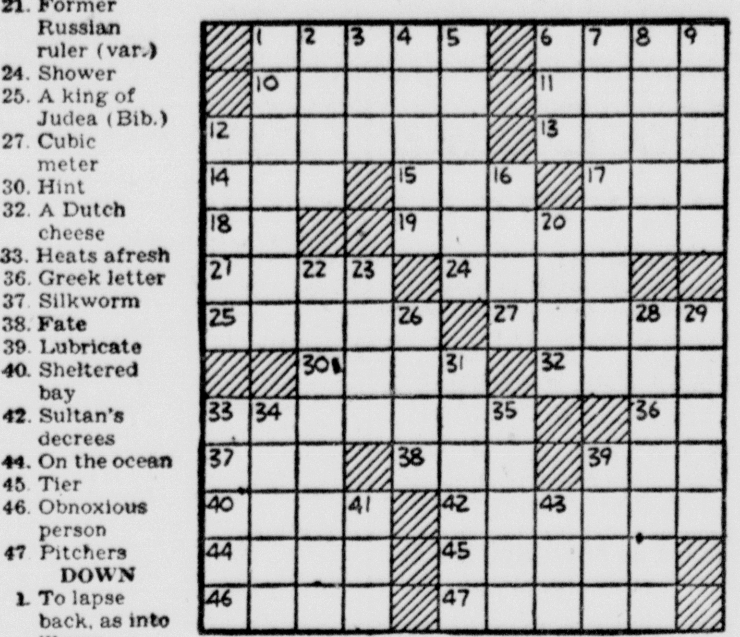 21. Former
Russian
ruler (var.)
24. Shower
25. A king of
Judea (Bib.)
27. Cubic
meter
30. Hint
32. A Dutch
cheese
33. Heats afresh
36. Greek letter
37. Silkworm
38. Fate
39. Lubricate
40. Sheltered
bay
42. Sultan's
decrees
44. On the ocean
45. Tier
46. Obnoxious
person
47 Pitchers
DOWN
1. To lapse
back, as into
1 2 3 4 5 6 7 8 9
10 11
12 13
14 15 16 17
18 19 20
21 22 23 24
25 26 27 28 29
30 31 32
33 34 35 36
37 38 39
40 41 42 43
44 45
46 47